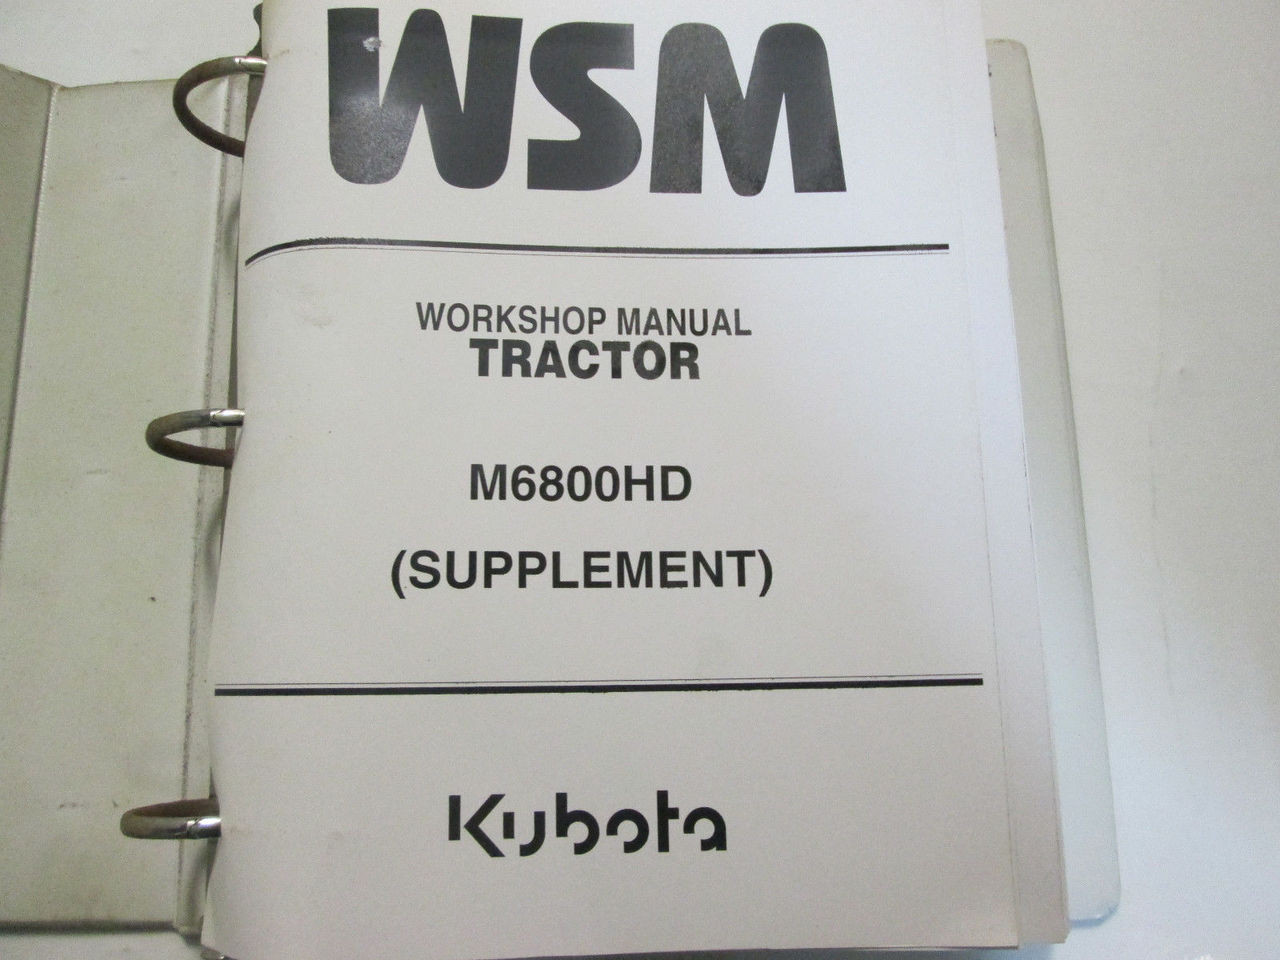 WSM
WORKSHOP MANUAL
TRACTOR
M6800HD
(SUPPLEMENT)
Kubota